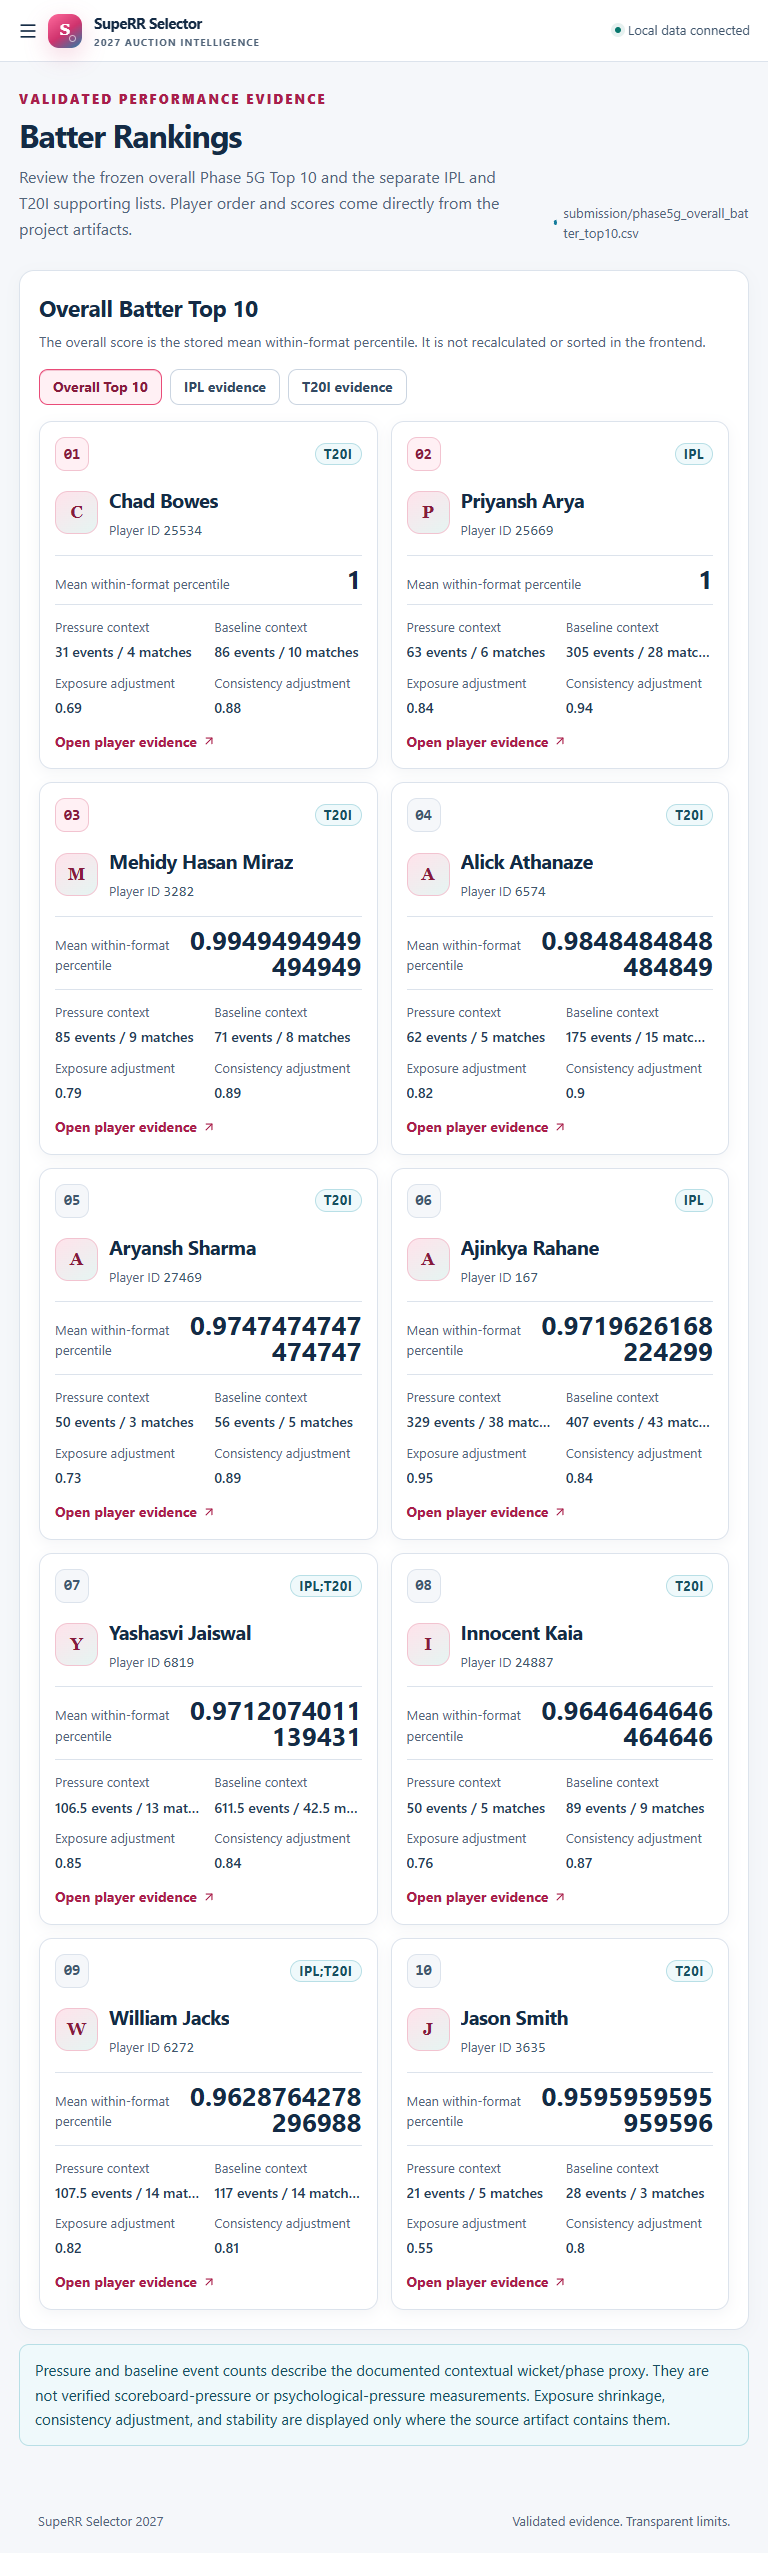 SupeRR Selector
2027 AUCTION INTELLIGENCE
Local data connected
VALIDATED PERFORMANCE EVIDENCE
Batter Rankings
Review the frozen overall Phase 5G Top 10 and the separate IPL and
T20I supporting lists. Player order and scores come directly from the
project artifacts.
submission/phase5g_overall_bat
ter_top10.csv
Overall Batter Top 10
The overall score is the stored mean within-format percentile. It is not recalculated or sorted in the frontend.
Overall Top 10 IPL evidence T20I evidence
01 T20I
C Chad Bowes
Player ID 25534
Mean within-format percentile 1
Pressure context Baseline context
31 events / 4 matches 86 events / 10 matches
Exposure adjustment Consistency adjustment
0.69 0.88
Open player evidence ↗
02 IPL
P Priyansh Arya
Player ID 25669
Mean within-format percentile 1
Pressure context Baseline context
63 events / 6 matches 305 events / 28 matc...
Exposure adjustment Consistency adjustment
0.84 0.94
Open player evidence ↗
03 T20I
M Mehidy Hasan Miraz
Player ID 3282
Mean within-format percentile
0.9949494949
494949
Pressure context Baseline context
85 events / 9 matches 71 events / 8 matches
Exposure adjustment Consistency adjustment
0.79 0.89
Open player evidence ↗
04 T20I
A Alick Athanaze
Player ID 6574
Mean within-format percentile
0.9848484848
484849
Pressure context Baseline context
62 events / 5 matches 175 events / 15 matc...
Exposure adjustment Consistency adjustment
0.82 0.9
Open player evidence ↗
05 T20I
A Aryansh Sharma
Player ID 27469
Mean within-format percentile
0.9747474747
474747
Pressure context Baseline context
50 events / 3 matches 56 events / 5 matches
Exposure adjustment Consistency adjustment
0.73 0.89
Open player evidence ↗
06 IPL
A Ajinkya Rahane
Player ID 167
Mean within-format percentile
0.9719626168
224299
Pressure context Baseline context
329 events / 38 matc... 407 events / 43 matc...
Exposure adjustment Consistency adjustment
0.95 0.84
Open player evidence ↗
07 IPL;T20I
Y Yashasvi Jaiswal
Player ID 6819
Mean within-format percentile
0.9712074011
139431
Pressure context Baseline context
106.5 events / 13 mat... 611.5 events / 42.5 m...
Exposure adjustment Consistency adjustment
0.85 0.84
Open player evidence ↗
08 T20I
I Innocent Kaia
Player ID 24887
Mean within-format percentile
0.9646464646
464646
Pressure context Baseline context
50 events / 5 matches 89 events / 9 matches
Exposure adjustment Consistency adjustment
0.76 0.87
Open player evidence ↗
09 IPL;T20I
W William Jacks
Player ID 6272
Mean within-format percentile
0.9628764278
296988
Pressure context Baseline context
107.5 events / 14 mat... 117 events / 14 match...
Exposure adjustment Consistency adjustment
0.82 0.81
Open player evidence ↗
10 T20I
J Jason Smith
Player ID 3635
Mean within-format percentile
0.9595959595
959596
Pressure context Baseline context
21 events / 5 matches 28 events / 3 matches
Exposure adjustment Consistency adjustment
0.55 0.8
Open player evidence ↗
Pressure and baseline event counts describe the documented contextual wicket/phase proxy. They are
not verified scoreboard-pressure or psychological-pressure measurements. Exposure shrinkage,
consistency adjustment, and stability are displayed only where the source artifact contains them.
SupeRR Selector 2027 Validated evidence. Transparent limits.